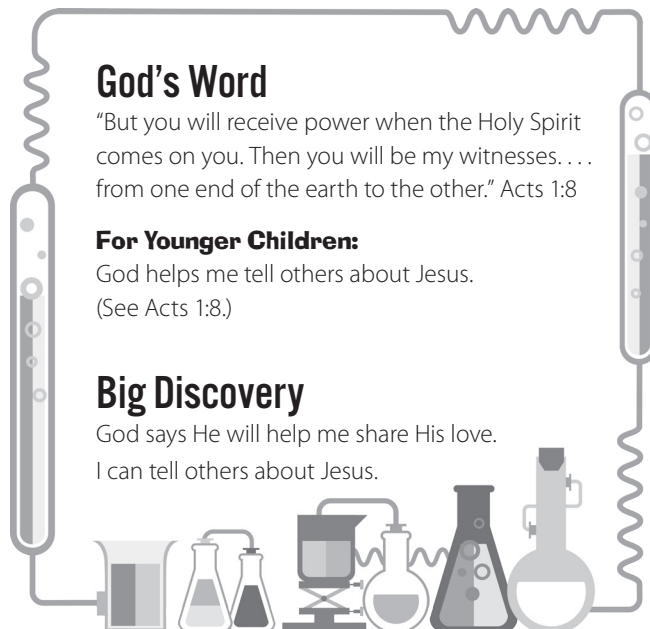 God’s Word
“But you will receive power when the Holy Spirit
comes on you. Then you will be my witnesses. . . .
from one end of the earth to the other.” Acts 1:8
For Younger Children:
God helps me tell others about Jesus.
(See Acts 1:8.)
Big Discovery
God says He will help me share His love.
I can tell others about Jesus.